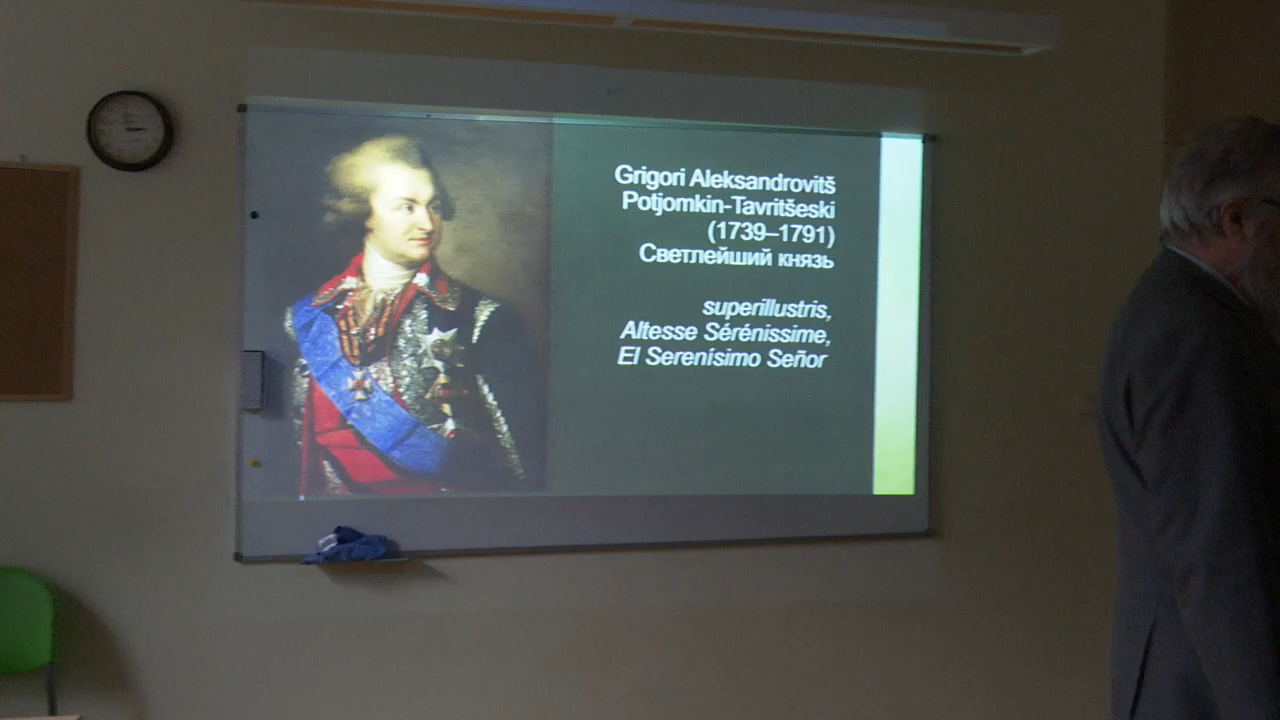 Grigori Aleksandrovitš
Potjomkin-Tavritšeski
(1739–1791)
Светлейший князь
superillustris,
Altesse Sérénissime,
El Serenísimo Señor